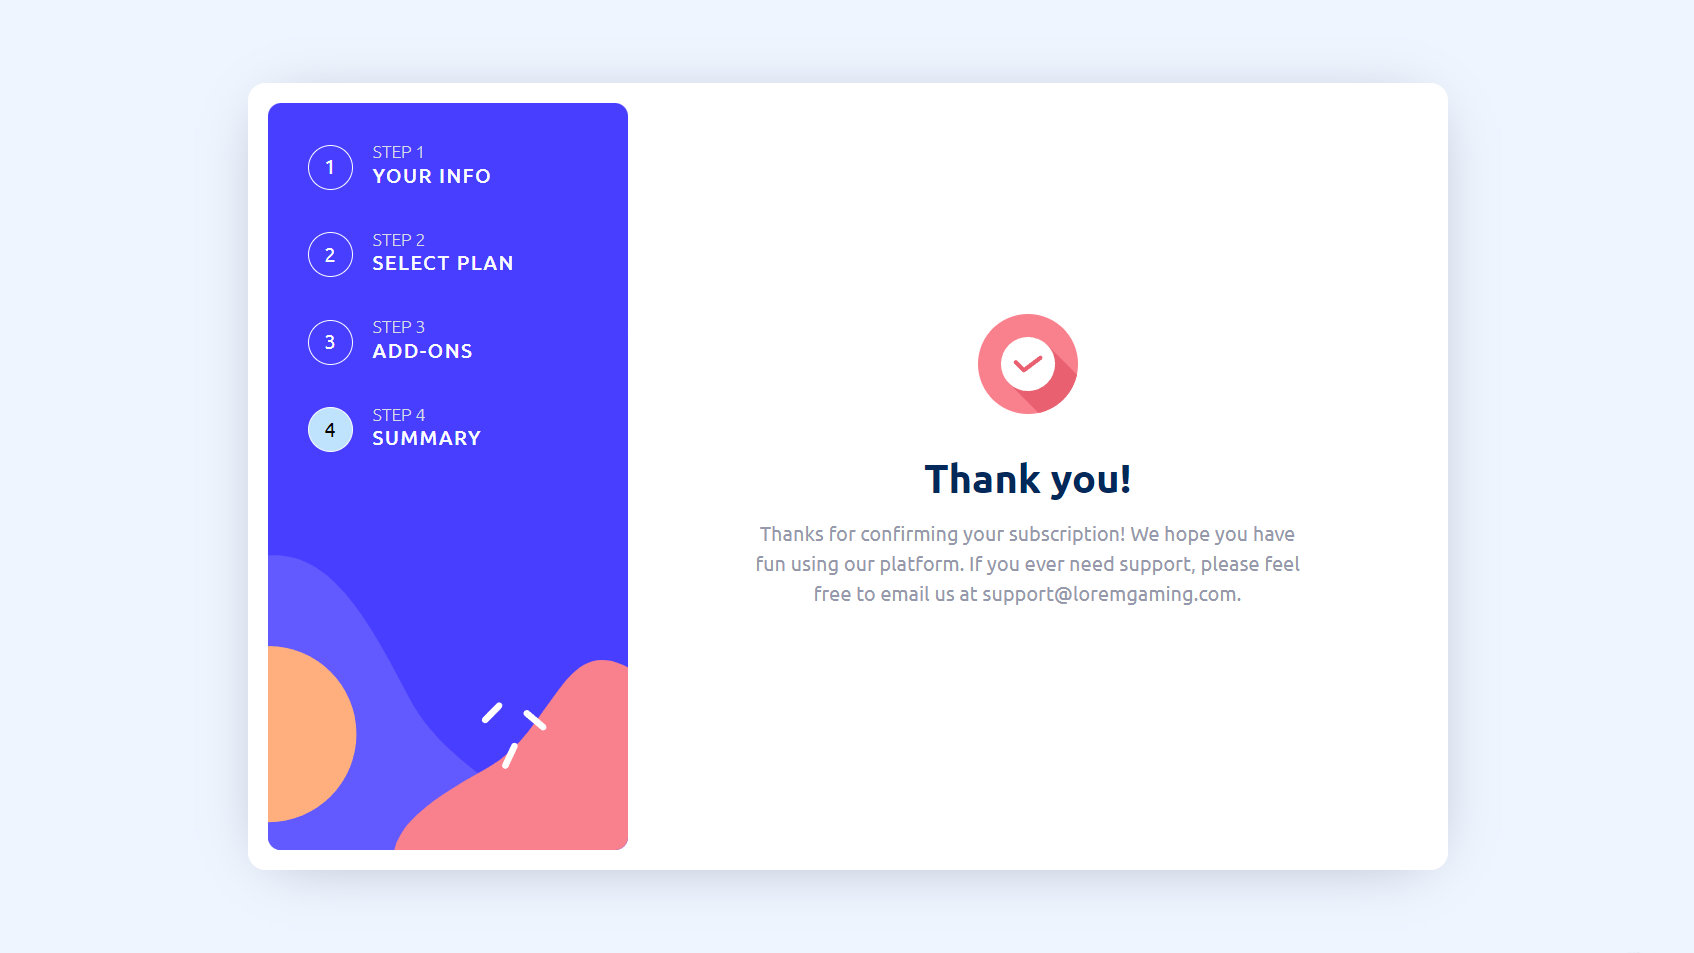 1
STEP 1
YOUR INFO
2
STEP 2
SELECT PLAN
3
STEP 3
ADD-ONS
4
STEP 4
SUMMARY
Thank you!
Thanks for confirming your subscription! We hope you have
fun using our platform. If you ever need support, please feel
free to email us at support@loremgaming.com.